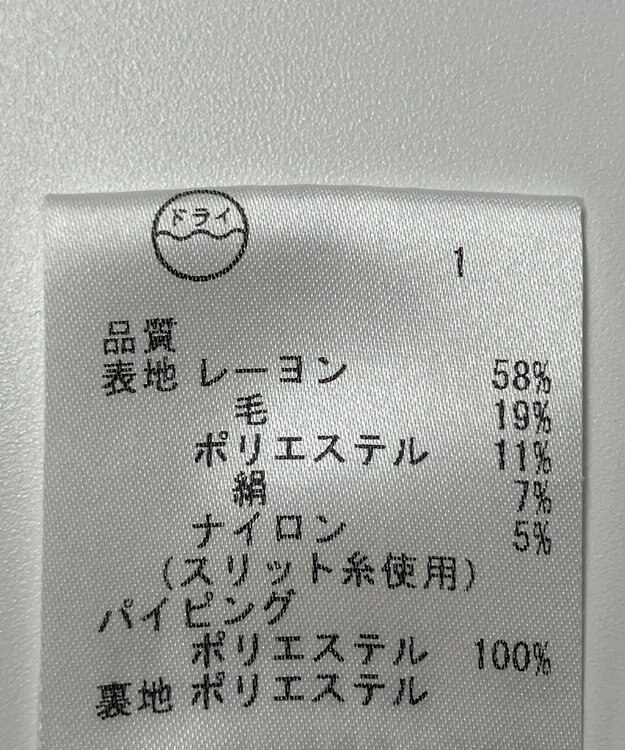 ドライ
1
品質
表地 レーヨン 58%
毛 19%
ポリエステル 11%
絹 7%
ナイロン 5%
(スリット糸使用)
パイピング
ポリエステル 100%
裏地 ポリエステル